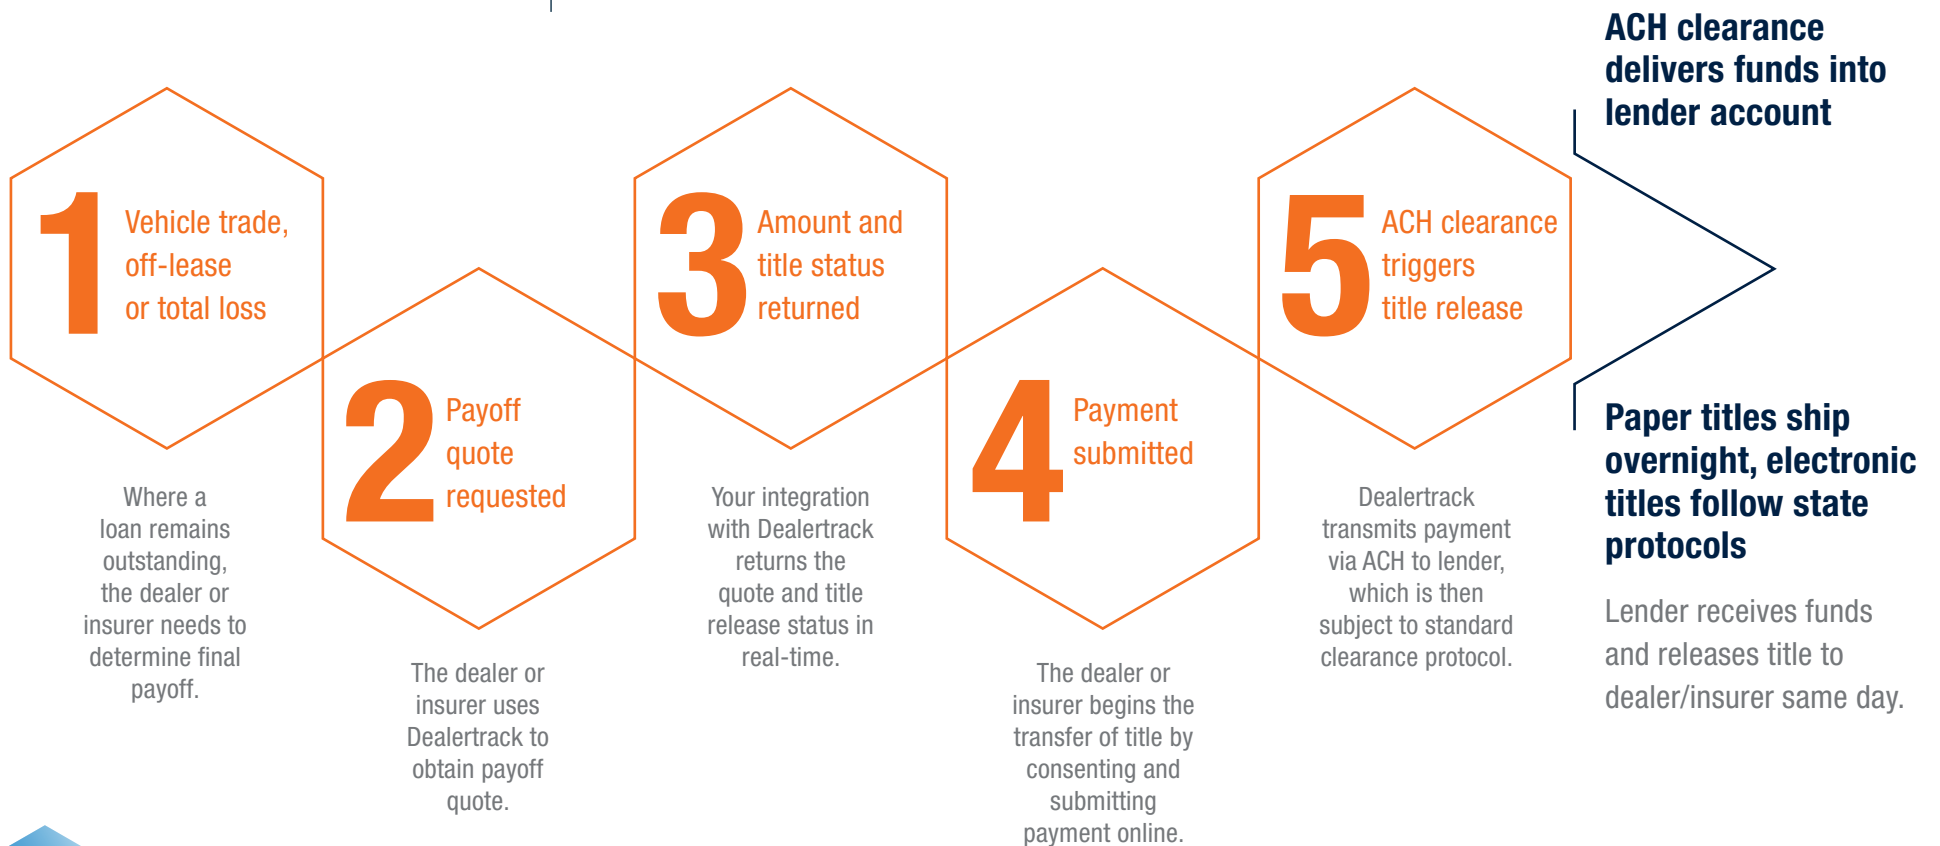 1
Vehicle trade,
off-lease
or total loss
Where a
loan remains
outstanding,
the dealer or
insurer needs to
determine final
payoff.
2
Payoff
quote
requested
The dealer or
insurer uses
Dealertrack to
obtain payoff
quote.
3
Amount and
title status
returned
Your integration
with Dealertrack
returns the
quote and title
release status in
real-time.
4
Payment
submitted
The dealer or
insurer begins the
transfer of title by
consenting and
submitting
payment online.
5
ACH clearance
triggers
title release
Dealertrack
transmits payment
via ACH to lender,
which is then
subject to standard
clearance protocol.
ACH clearance
delivers funds into
lender account
Paper titles ship
overnight, electronic
titles follow state
protocols
Lender receives funds
and releases title to
dealer/insurer same day.